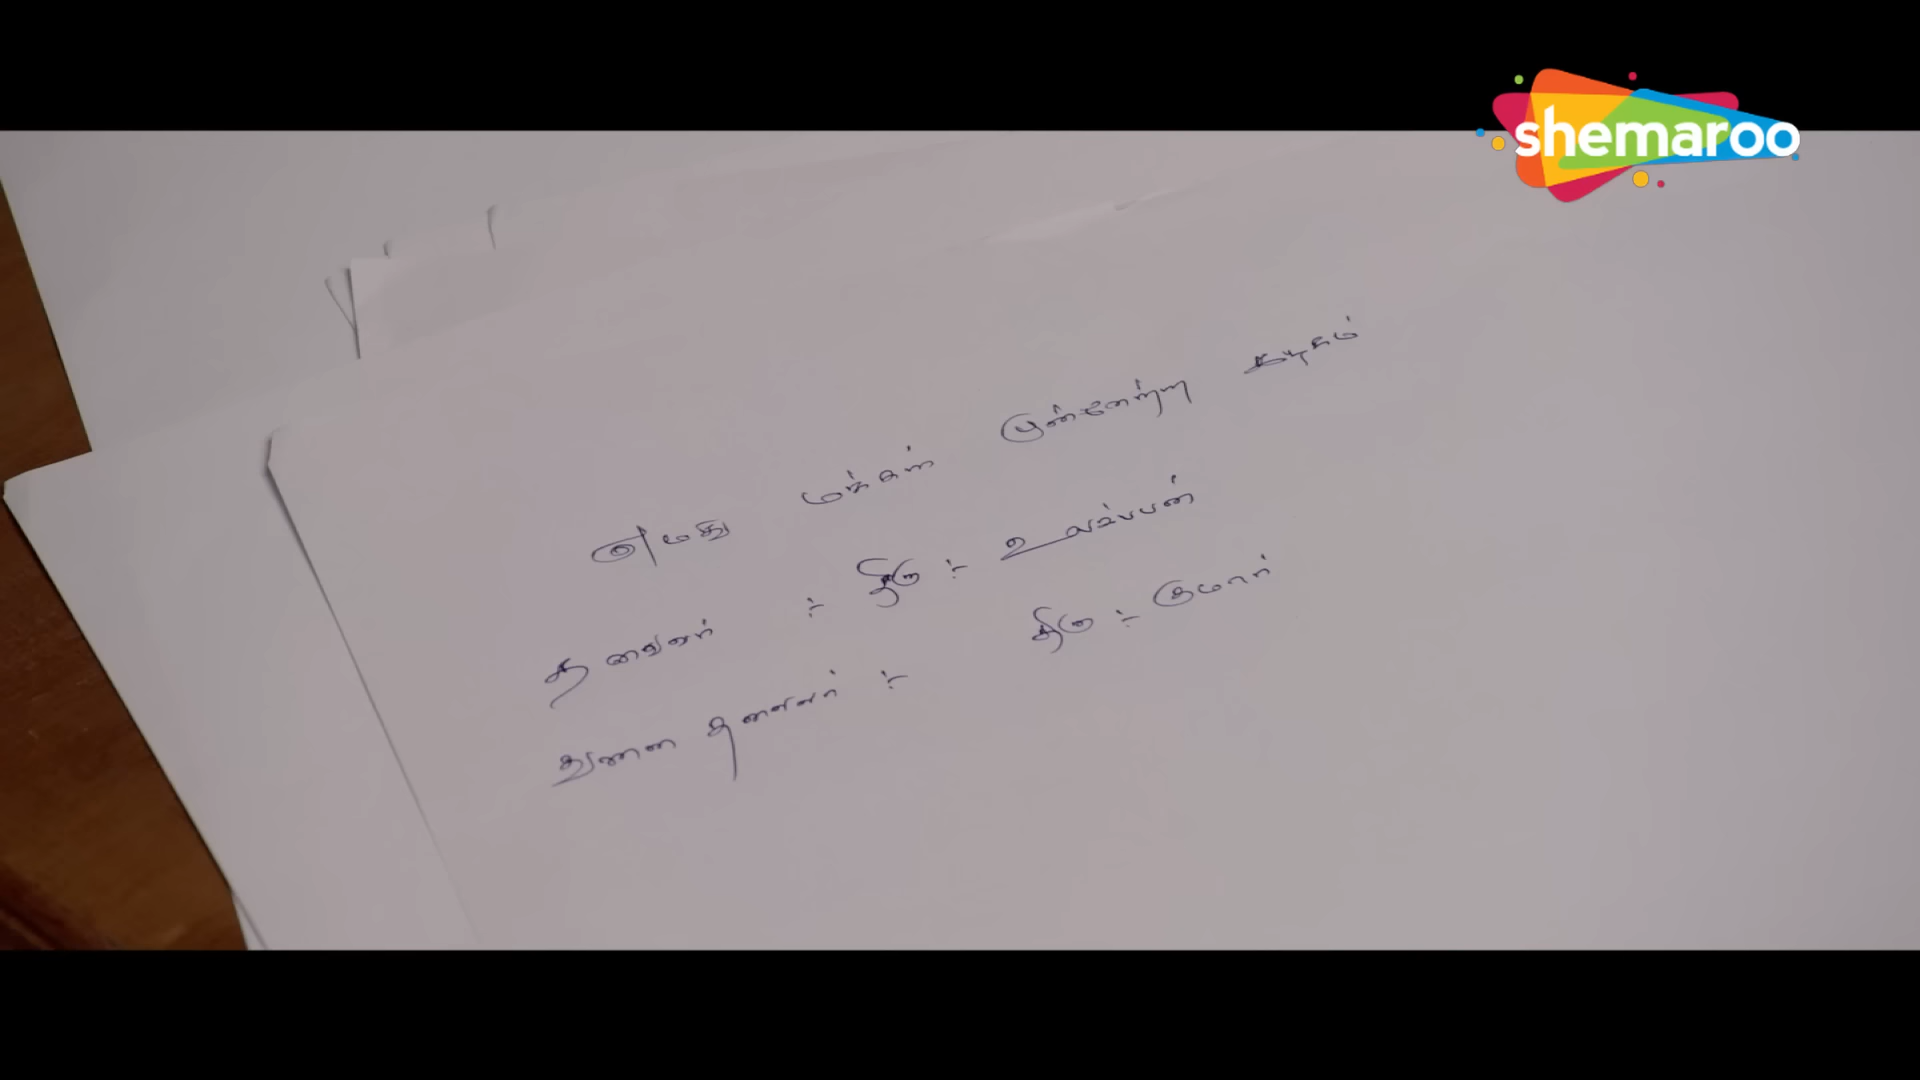 shemaroo
எமது மக்கள் முன்னேற்ற கழகம்
தலைவர் :- திரு :-
துணை தலைவர் :- திரு :- குமார்